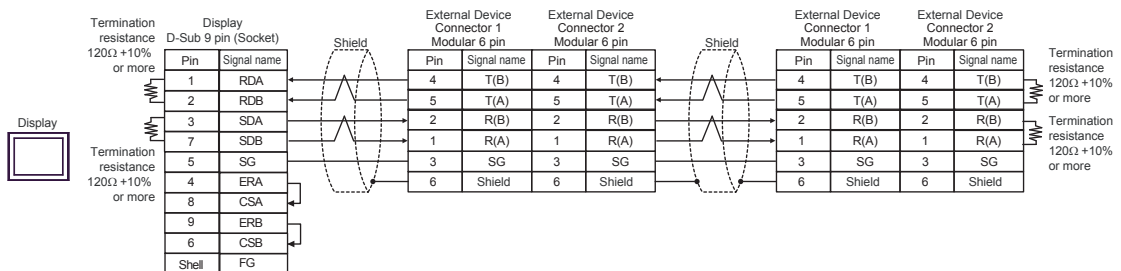 Display
Termination
resistance
120Ω +10%
or more
Termination
resistance
120Ω +10%
or more
Display
D-Sub 9 pin (Socket)
Pin Signal name
1 RDA
2 RDB
3 SDA
7 SDB
5 SG
4 ERA
8 CSA
9 ERB
6 CSB
Shell FG
Shield
External Device
Connector 1
Modular 6 pin
External Device
Connector 2
Modular 6 pin
Pin Signal name Pin Signal name
4 T(B) 4 T(B)
5 T(A) 5 T(A)
2 R(B) 2 R(B)
1 R(A) 1 R(A)
3 SG 3 SG
6 Shield 6 Shield
Shield
External Device
Connector 1
Modular 6 pin
External Device
Connector 2
Modular 6 pin
Pin Signal name Pin Signal name
4 T(B) 4 T(B)
5 T(A) 5 T(A)
2 R(B) 2 R(B)
1 R(A) 1 R(A)
3 SG 3 SG
6 Shield 6 Shield
Termination
resistance
120Ω +10%
or more
Termination
resistance
120Ω +10%
or more